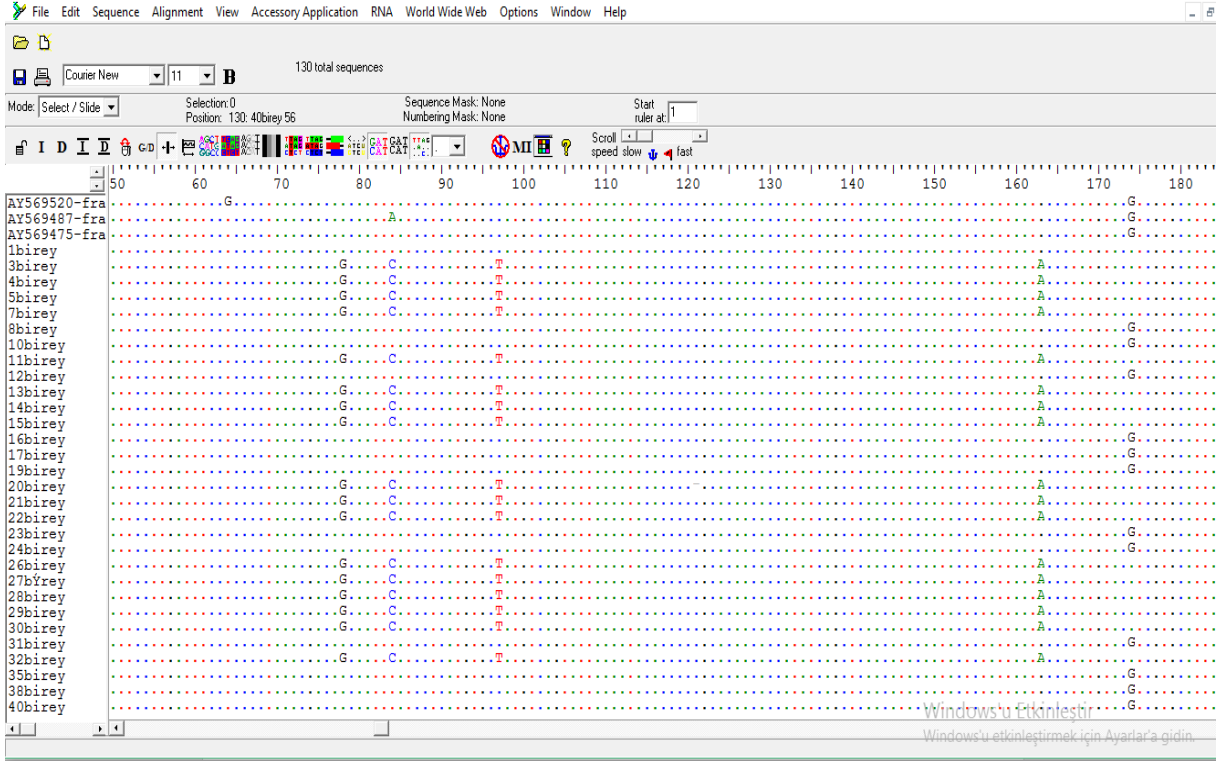 File Edit Sequence Alignment View Accessory Application RNA World Wide Web Options Window Help
Courier New 11 B 130 total sequences
Mode: Select / Slide Selection: 0 Sequence Mask: None Start
Position: 130: 40birey 56 Numbering Mask: None ruler at: 1
I D I D G/D GAT GAT MI ? Scroll
CAT CAT speed slow fast
50 60 70 80 90 100 110 120 130 140 150 160 170 180
AY569520-fra G G
AY569487-fra A G
AY569475-fra G
1birey
3birey G C T A
4birey G C T A
5birey G C T A
7birey G C T A
8birey G
10birey G
11birey G C T A
12birey G
13birey G C T A
14birey G C T A
15birey G C T A
16birey G
17birey G
19birey G
20birey G C T - A
21birey G C T A
22birey G C T A
23birey G
24birey G
26birey G C T A
27bÝrey G C T A
28birey G C T A
29birey G C T A
30birey G C T A
31birey G
32birey G C T A
35birey G
38birey G
40birey G
Windows'u Etkinleştir
Windows'u etkinleştirmek için Ayarlar'a gidin.